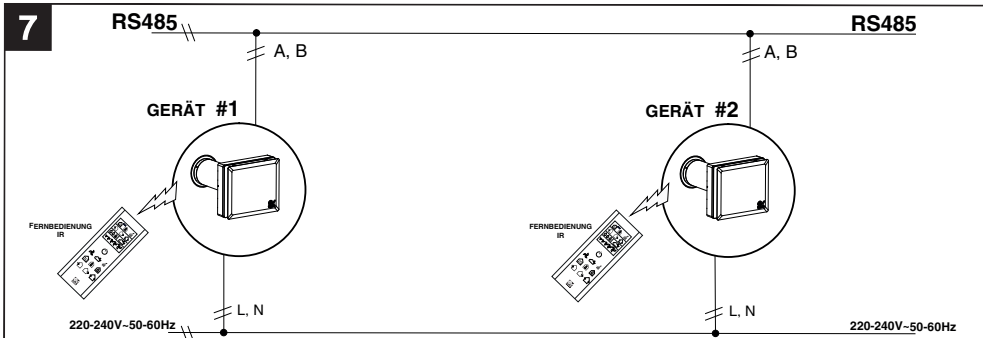 7
RS485
RS485
A, B
A, B
GERÄT #1
GERÄT #2
FERNBEDIENUNG
IR
FERNBEDIENUNG
IR
L, N
L, N
220-240V~50-60Hz
220-240V~50-60Hz